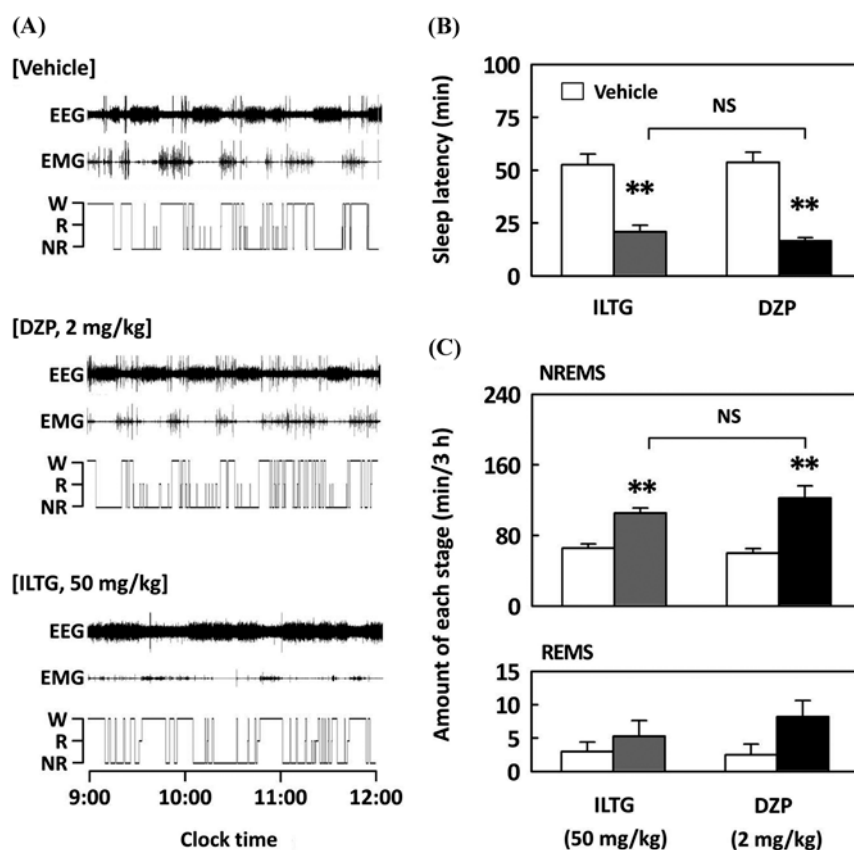 (A)
[Vehicle]
EEG
EMG
W
R
NR
[DZP, 2 mg/kg]
EEG
EMG
W
R
NR
[ILTG, 50 mg/kg]
EEG
EMG
W
R
NR
9:00 10:00 11:00 12:00
Clock time
(B)
Sleep latency (min)
100
75
50
25
0
Vehicle
NS
**
**
ILTG DZP
(C)
Amount of each stage (min/3 h)
NREMS
240
160
80
0
NS
**
**
REMS
15
10
5
0
ILTG DZP
(50 mg/kg) (2 mg/kg)